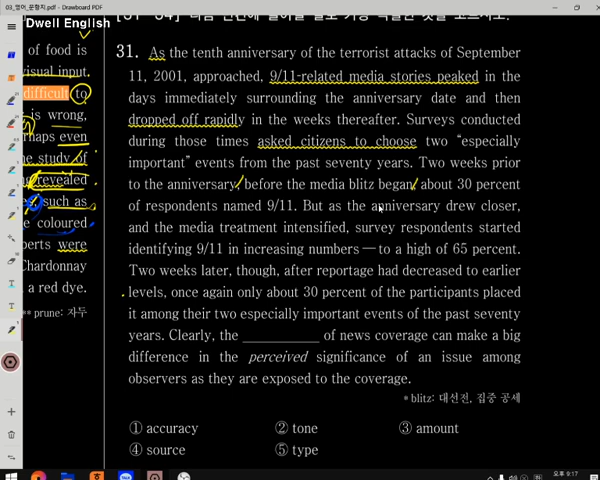 03_영어_문항지.pdf - Drawboard PDF
Dwell English
of food is
visual input.
difficult to
is wrong,
haps even
he study of
revealed
such as
e coloured
perts were
Chardonnay
a red dye.
** prune: 자두
31. As the tenth anniversary of the terrorist attacks of September
11, 2001, approached, 9/11-related media stories peaked in the
days immediately surrounding the anniversary date and then
dropped off rapidly in the weeks thereafter. Surveys conducted
during those times asked citizens to choose two “especially
important” events from the past seventy years. Two weeks prior
to the anniversary, before the media blitz began, about 30 percent
of respondents named 9/11. But as the anniversary drew closer,
and the media treatment intensified, survey respondents started
identifying 9/11 in increasing numbers — to a high of 65 percent.
Two weeks later, though, after reportage had decreased to earlier
levels, once again only about 30 percent of the participants placed
it among their two especially important events of the past seventy
years. Clearly, the ____________ of news coverage can make a big
difference in the perceived significance of an issue among
observers as they are exposed to the coverage.
* blitz: 대선전, 집중 공세
① accuracy ② tone ③ amount
④ source ⑤ type
오후 9:17